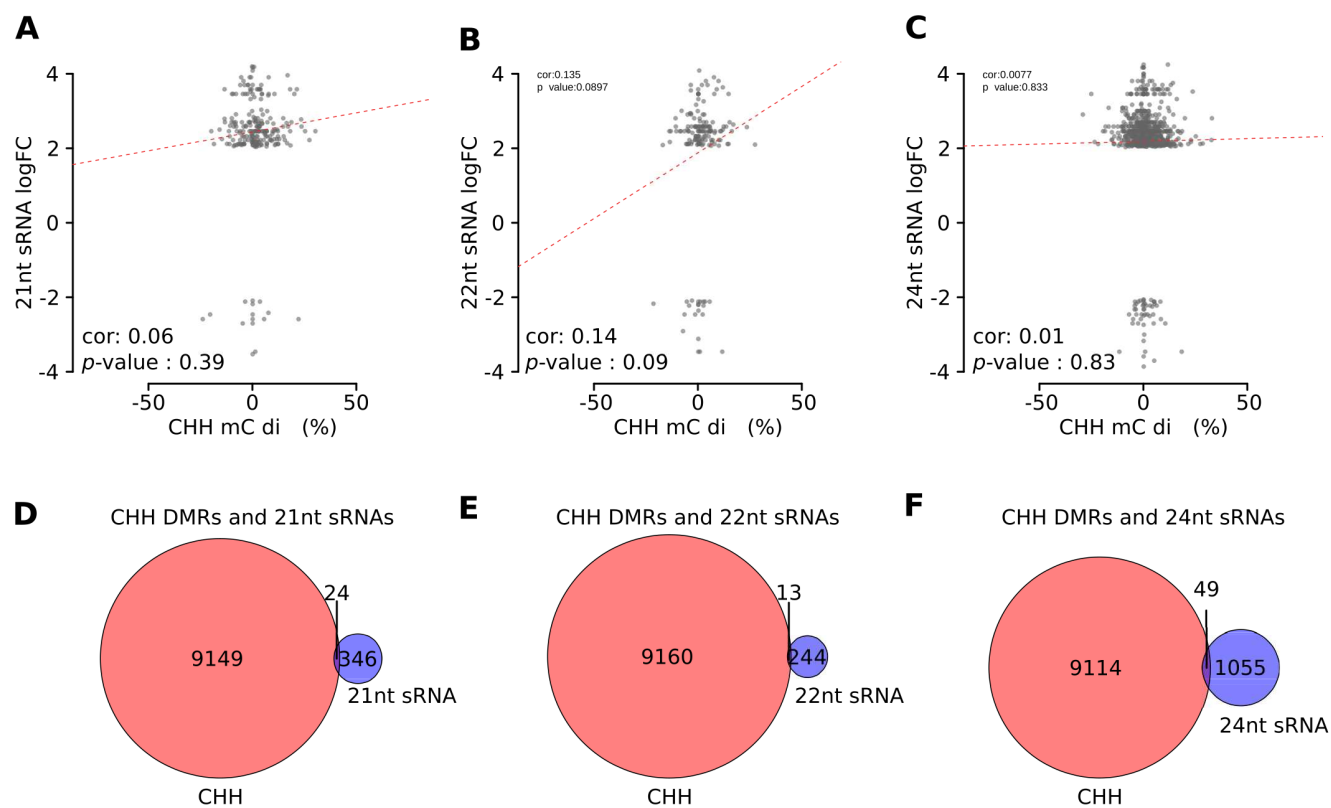 A
4
2
0
-2
-4
21nt sRNA logFC
cor: 0.06
p-value : 0.39
-50 0 50
CHH mC di (%)
B
cor:0.135
p value:0.0897
4
2
0
-2
-4
22nt sRNA logFC
cor: 0.14
p-value : 0.09
-50 0 50
CHH mC di (%)
C
cor:0.0077
p value:0.833
4
2
0
-2
-4
24nt sRNA logFC
cor: 0.01
p-value : 0.83
-50 0 50
CHH mC di (%)
D
CHH DMRs and 21nt sRNAs
24
9149
346
21nt sRNA
CHH
E
CHH DMRs and 22nt sRNAs
13
9160
244
22nt sRNA
CHH
F
CHH DMRs and 24nt sRNAs
49
9114
1055
24nt sRNA
CHH